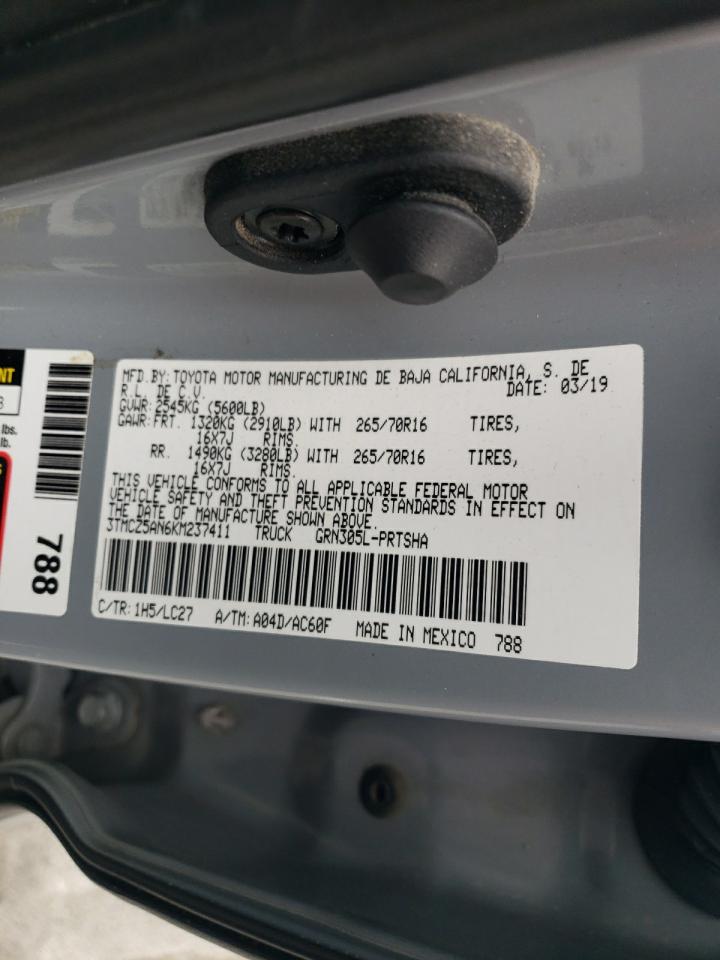 MFD.BY:TOYOTA MOTOR MANUFACTURING DE BAJA CALIFORNIA, S. DE
R.L. DE C.V. DATE: 03/19
GVWR:2545KG (5600LB)
GAWR:FRT. 1320KG (2910LB) WITH 265/70R16 TIRES,
16X7J RIMS.
RR. 1490KG (3280LB) WITH 265/70R16 TIRES,
16X7J RIMS.
THIS VEHICLE CONFORMS TO ALL APPLICABLE FEDERAL MOTOR
VEHICLE SAFETY AND THEFT PREVENTION STANDARDS IN EFFECT ON
THE DATE OF MANUFACTURE SHOWN ABOVE.
3TMCZ5AN6KM237411 TRUCK GRN305L-PRTSHA
C/TR:1H5/LC27 A/TM:A04D/AC60F MADE IN MEXICO 788
788
lbs.
lb.